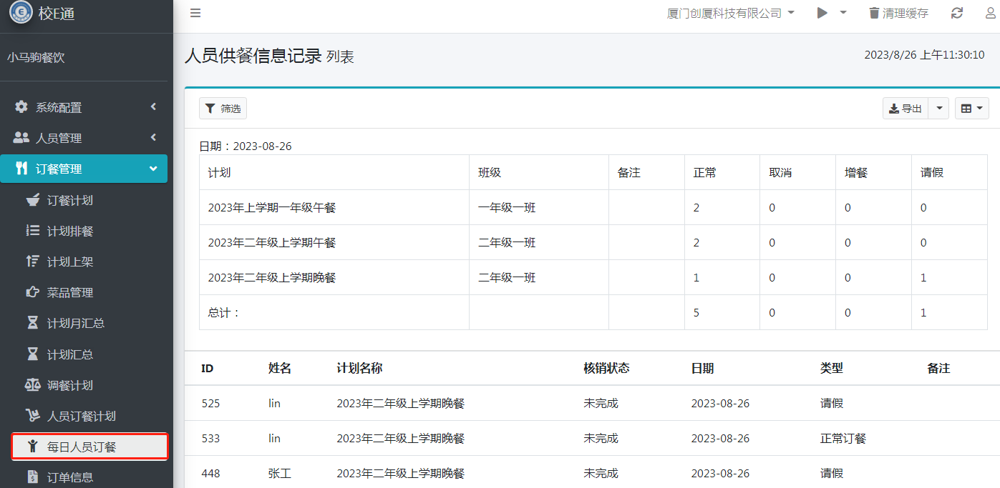 校E通
厦门创厦科技有限公司
清理缓存
小马驹餐饮
人员供餐信息记录 列表
2023/8/26 上午11:30:10
系统配置
人员管理
订餐管理
订餐计划
计划排餐
计划上架
菜品管理
计划月汇总
计划汇总
调餐计划
人员订餐计划
每日人员订餐
订单信息
筛选
导出
日期：2023-08-26
计划 班级 备注 正常 取消 增餐 请假
2023年上学期一年级午餐 一年级一班 2 0 0 0
2023年二年级上学期午餐 二年级一班 2 0 0 0
2023年二年级上学期晚餐 二年级一班 1 0 0 1
总计： 5 0 0 1
ID 姓名 计划名称 核销状态 日期 类型 备注
525 lin 2023年二年级上学期晚餐 未完成 2023-08-26 请假
533 lin 2023年二年级上学期晚餐 未完成 2023-08-26 正常订餐
448 张工 2023年二年级上学期晚餐 未完成 2023-08-26 请假